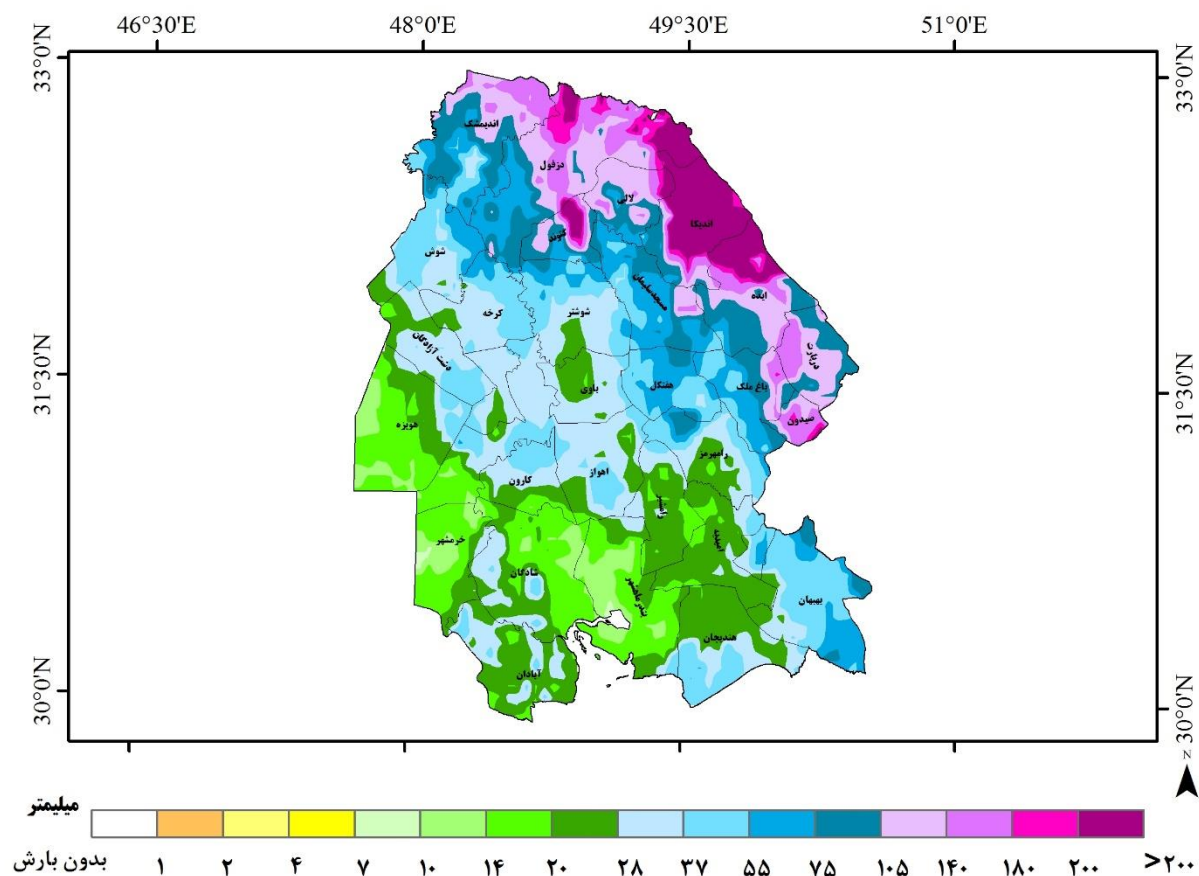 46°30'E 48°0'E 49°30'E 51°0'E
33°0'N 33°0'N
اندیمشک
دزفول
لالی
اندیکا
گتوند
شوش
ایذه
مسجدسلیمان
کرخه
شوشتر
دشت آزادگان
دزپارت
باوی
هفتگل
باغ ملک
31°30'N 31°30'N
هویزه
صیدون
رامهرمز
کارون
اهواز
رامشیر
امیدیه
خرمشهر
شادگان
بندر ماهشهر
بهبهان
هندیجان
آبادان
30°0'N 30°0'N
N
میلیمتر
بدون بارش ۱ ۲ ۴ ۷ ۱۰ ۱۴ ۲۰ ۲۸ ۳۷ ۵۵ ۷۵ ۱۰۵ ۱۴۰ ۱۸۰ ۲۰۰ >۲۰۰